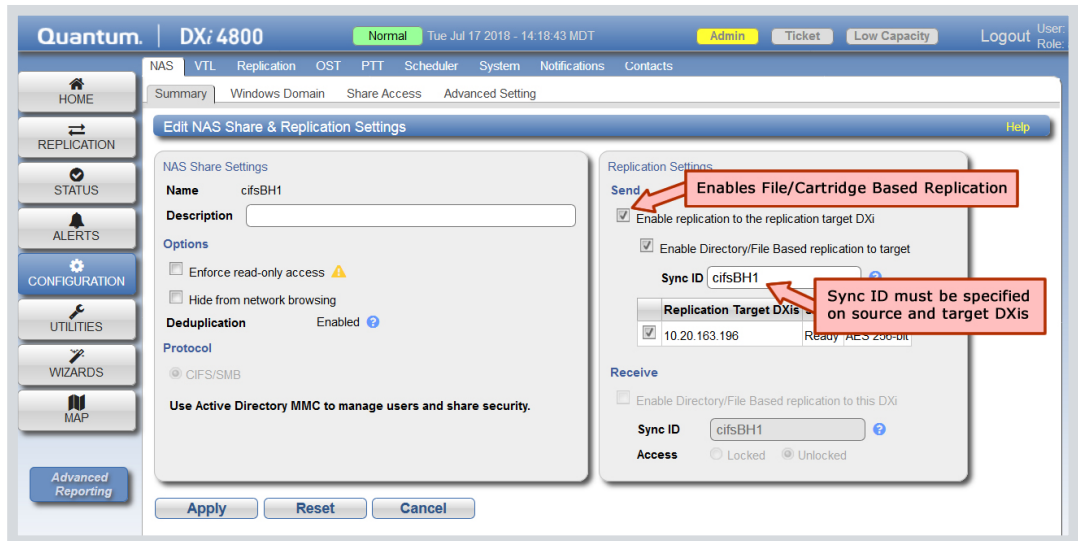 Quantum. DXi 4800 Normal Tue Jul 17 2018 - 14:18:43 MDT Admin Ticket Low Capacity Logout User:
Role:
NAS VTL Replication OST PTT Scheduler System Notifications Contacts
Summary Windows Domain Share Access Advanced Setting
HOME
REPLICATION
STATUS
ALERTS
CONFIGURATION
UTILITIES
WIZARDS
MAP
Advanced
Reporting
Edit NAS Share & Replication Settings Help
NAS Share Settings
Name cifsBH1
Description
Options
Enforce read-only access
Hide from network browsing
Deduplication Enabled
Protocol
CIFS/SMB
Use Active Directory MMC to manage users and share security.
Replication Settings
Send
Enables File/Cartridge Based Replication
Enable replication to the replication target DXi
Enable Directory/File Based replication to target
Sync ID cifsBH1
Sync ID must be specified
on source and target DXis
Replication Target DXis
10.20.163.196 Ready AES 256-bit
Receive
Enable Directory/File Based replication to this DXi
Sync ID cifsBH1
Access Locked Unlocked
Apply Reset Cancel